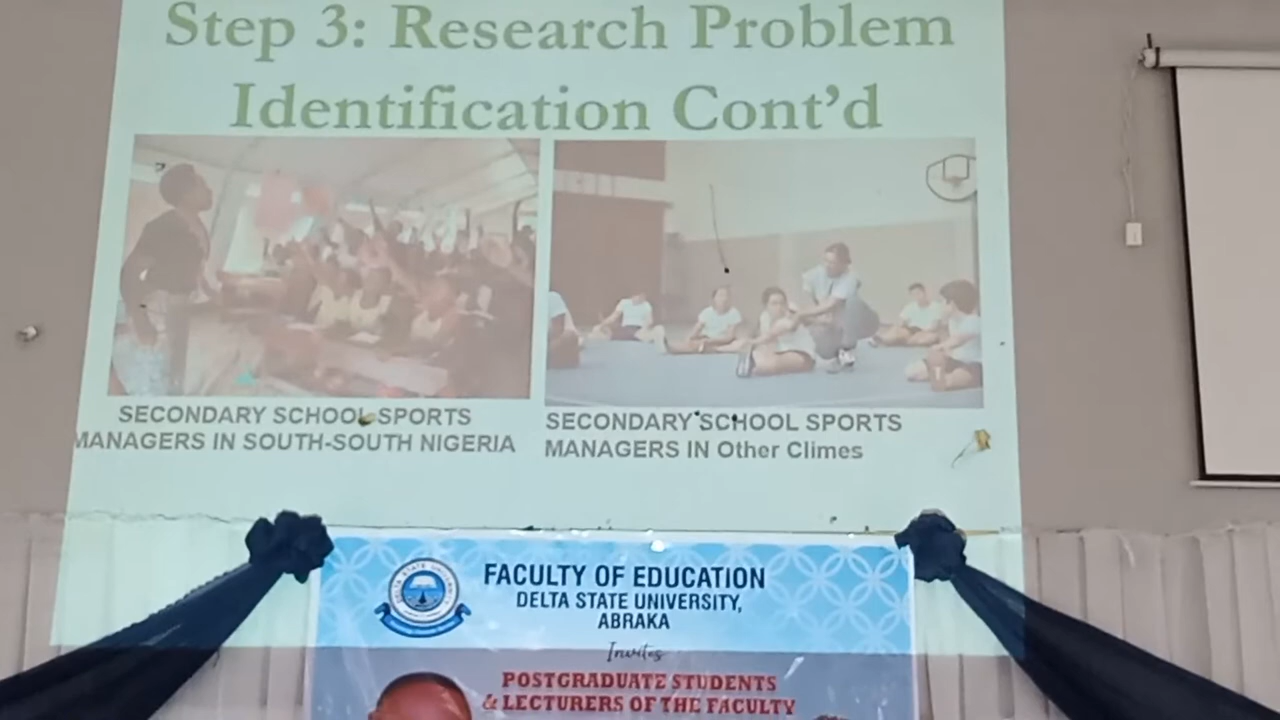 Step 3: Research Problem
Identification Cont'd
SECONDARY SCHOOL SPORTS
MANAGERS IN SOUTH-SOUTH NIGERIA
SECONDARY SCHOOL SPORTS
MANAGERS IN Other Climes
FACULTY OF EDUCATION
DELTA STATE UNIVERSITY,
ABRAKA
Invites
POSTGRADUATE STUDENTS
& LECTURERS OF THE FACULTY